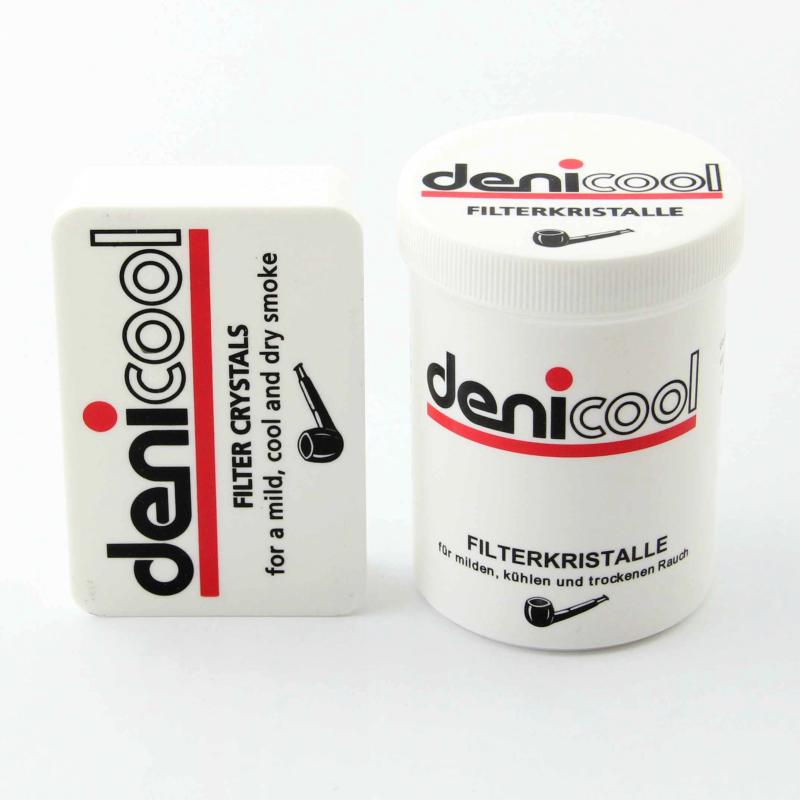 denicool
FILTER CRYSTALS
for a mild, cool and dry smoke
denicool
FILTERKRISTALLE
denicool
FILTERKRISTALLE
für milden, kühlen und trockenen Rauch